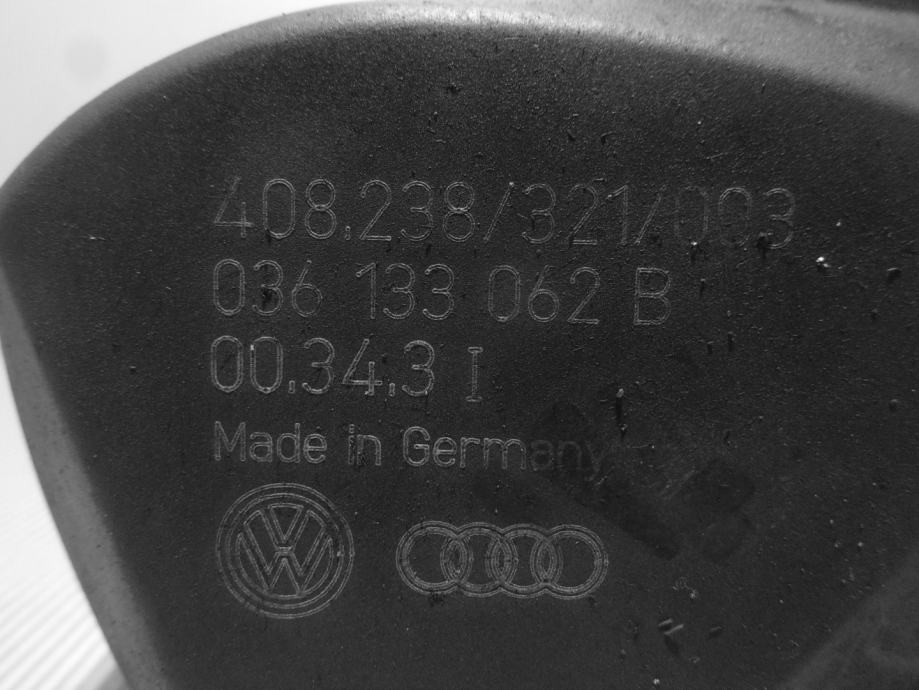 408.238/321/003
036 133 062 B
00.34.3 I
Made in Germany